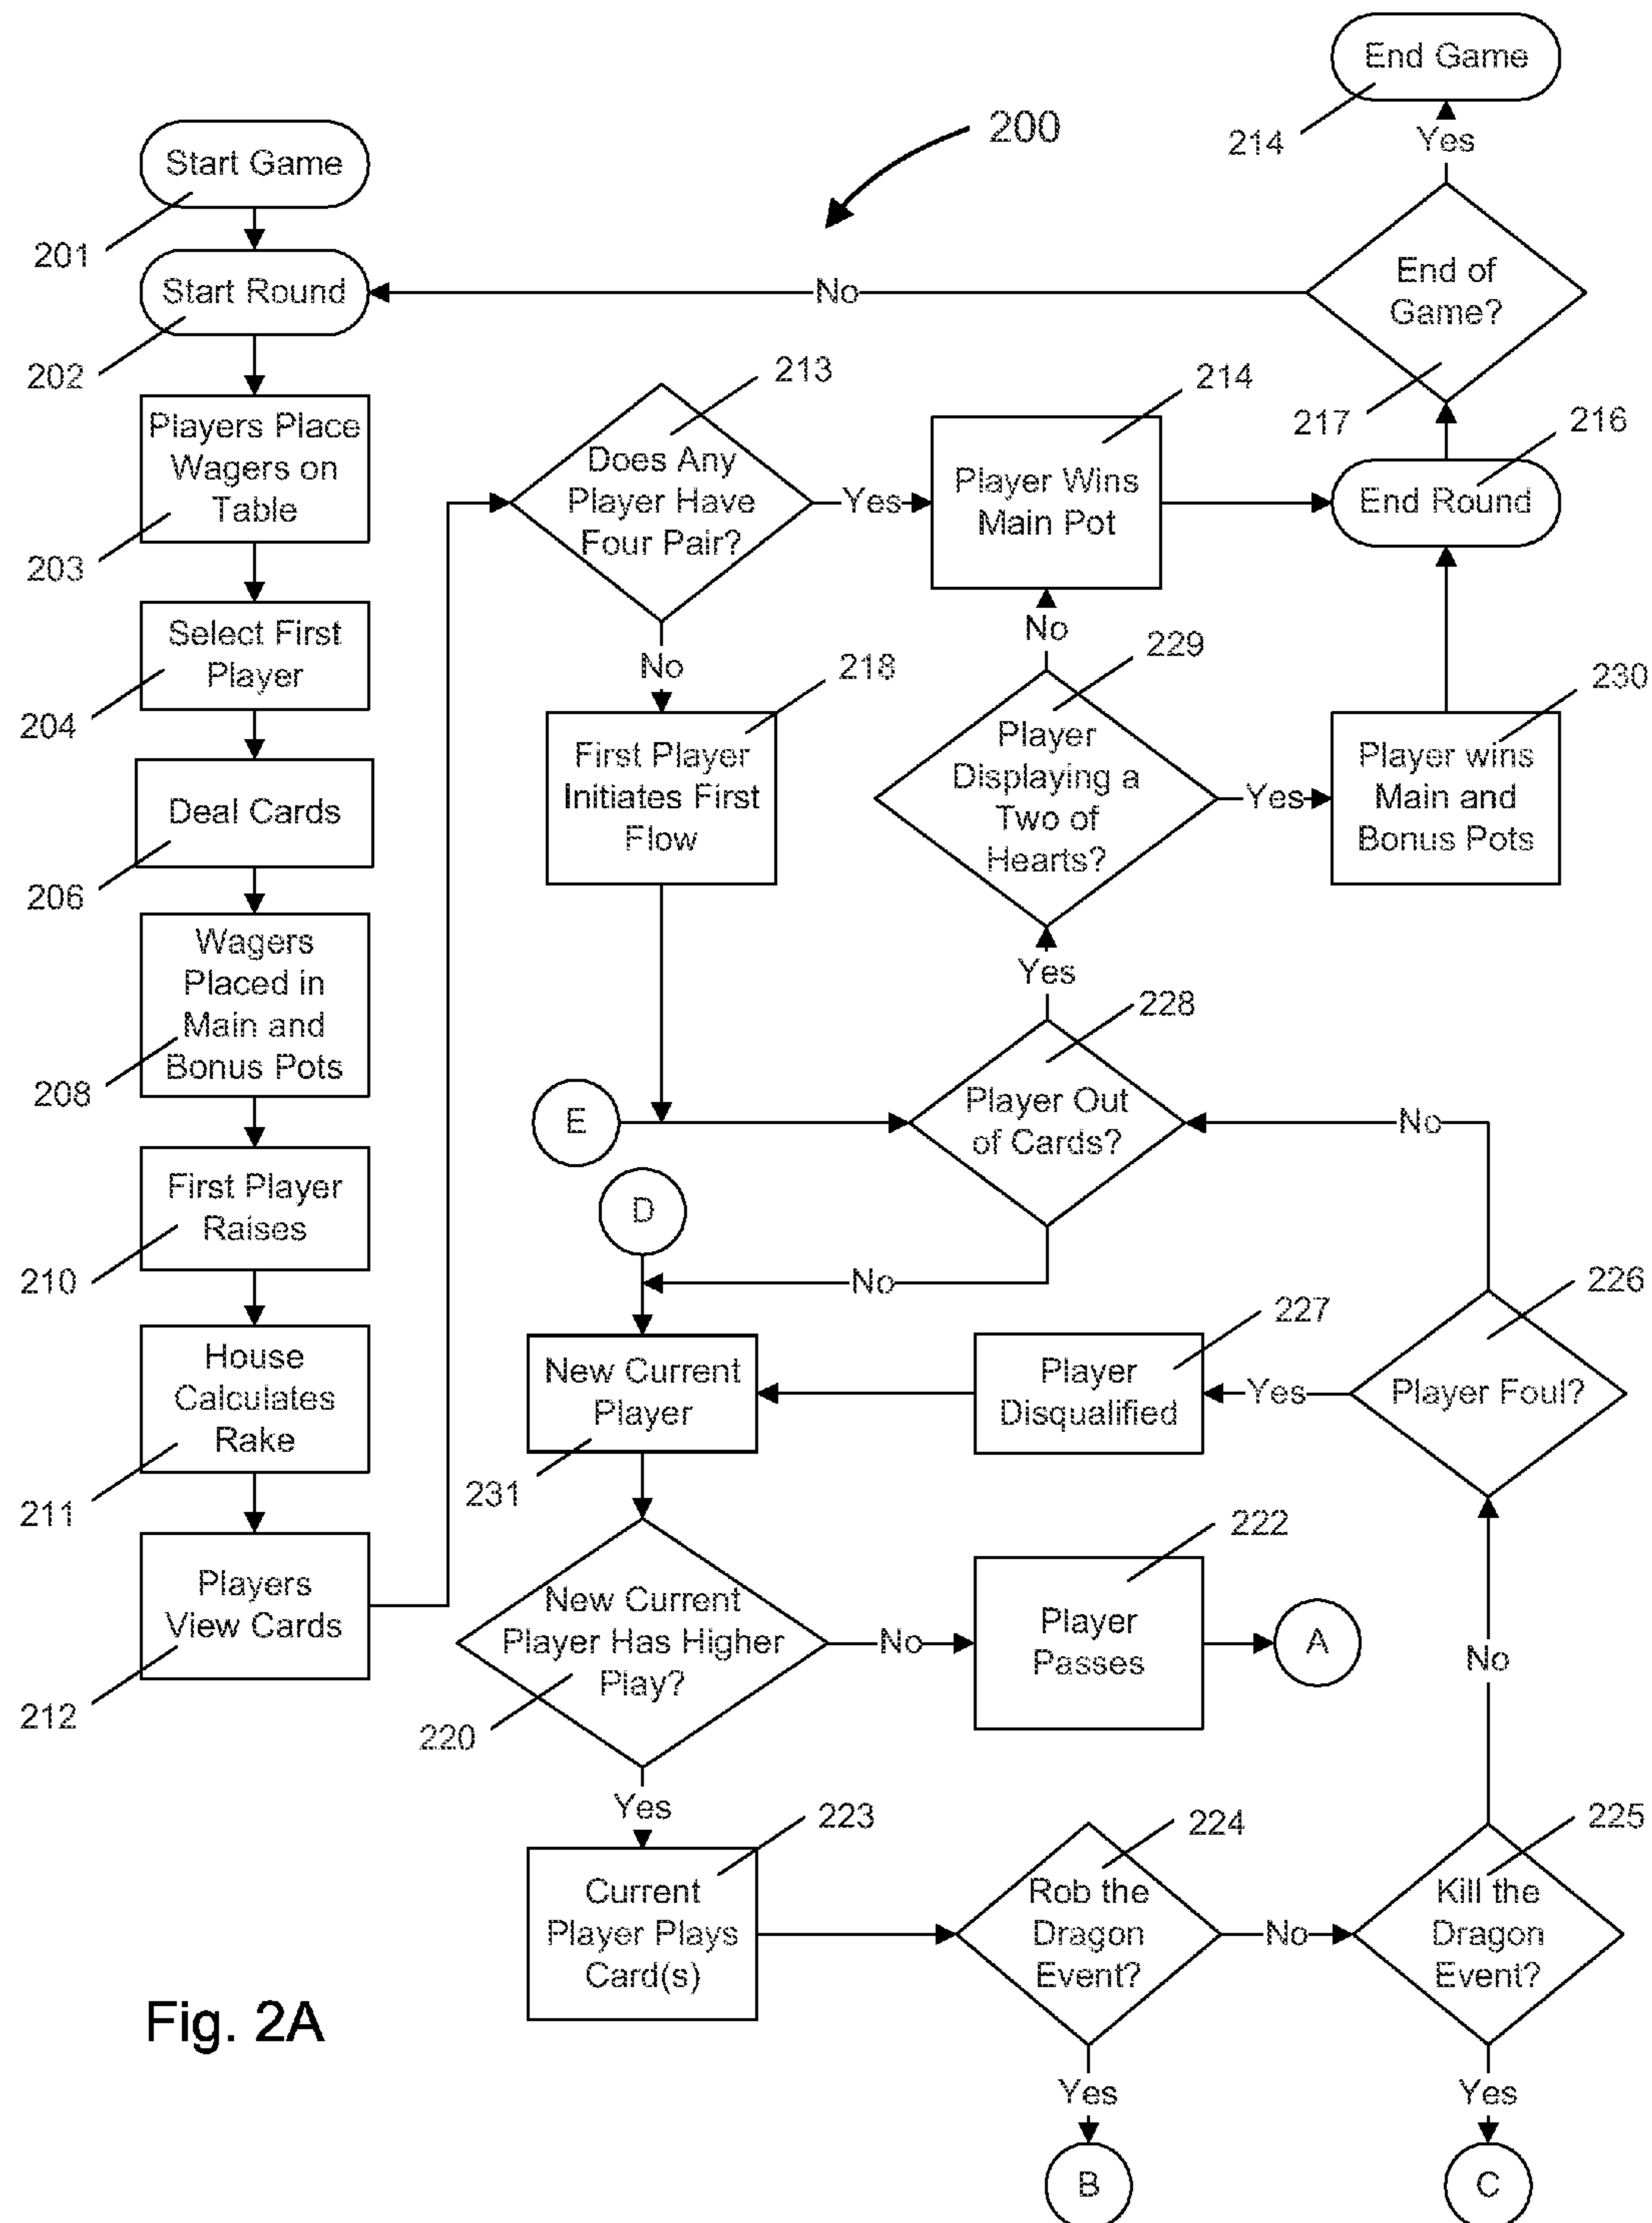 End Game
214
Yes
200
Start Game
201
Start Round
202
No
End of
Game?
217
Players Place
Wagers on
Table
203
Select First
Player
204
Deal Cards
206
Wagers
Placed in
Main and
Bonus Pots
208
First Player
Raises
210
House
Calculates
Rake
211
Players
View Cards
212
213
Does Any
Player Have
Four Pair?
Yes
No
214
Player Wins
Main Pot
216
End Round
218
First Player
Initiates First
Flow
No
229
Player
Displaying a
Two of
Hearts?
Yes
230
Player wins
Main and
Bonus Pots
Yes
228
Player Out
of Cards?
E
No
D
No
226
Player Foul?
Yes
227
Player
Disqualified
New Current
Player
231
New Current
Player Has Higher
Play?
220
No
222
Player
Passes
A
No
Yes
223
Current
Player Plays
Card(s)
224
Rob the
Dragon
Event?
No
225
Kill the
Dragon
Event?
Yes
Yes
B
C
Fig. 2A